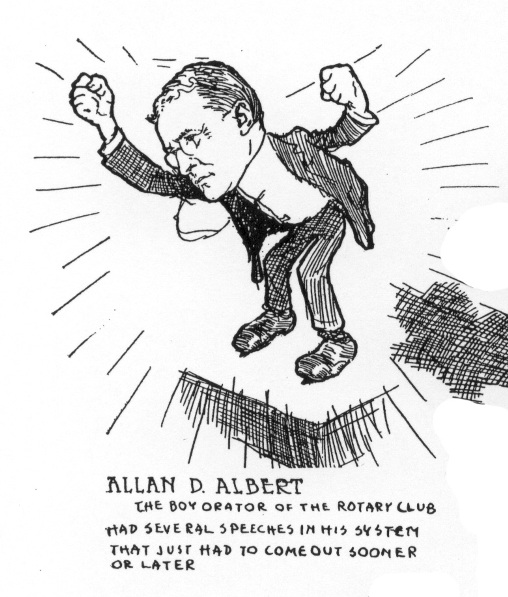 ALLAN D. ALBERT
THE BOY ORATOR OF THE ROTARY CLUB
HAD SEVERAL SPEECHES IN HIS SYSTEM
THAT JUST HAD TO COME OUT SOONER
OR LATER